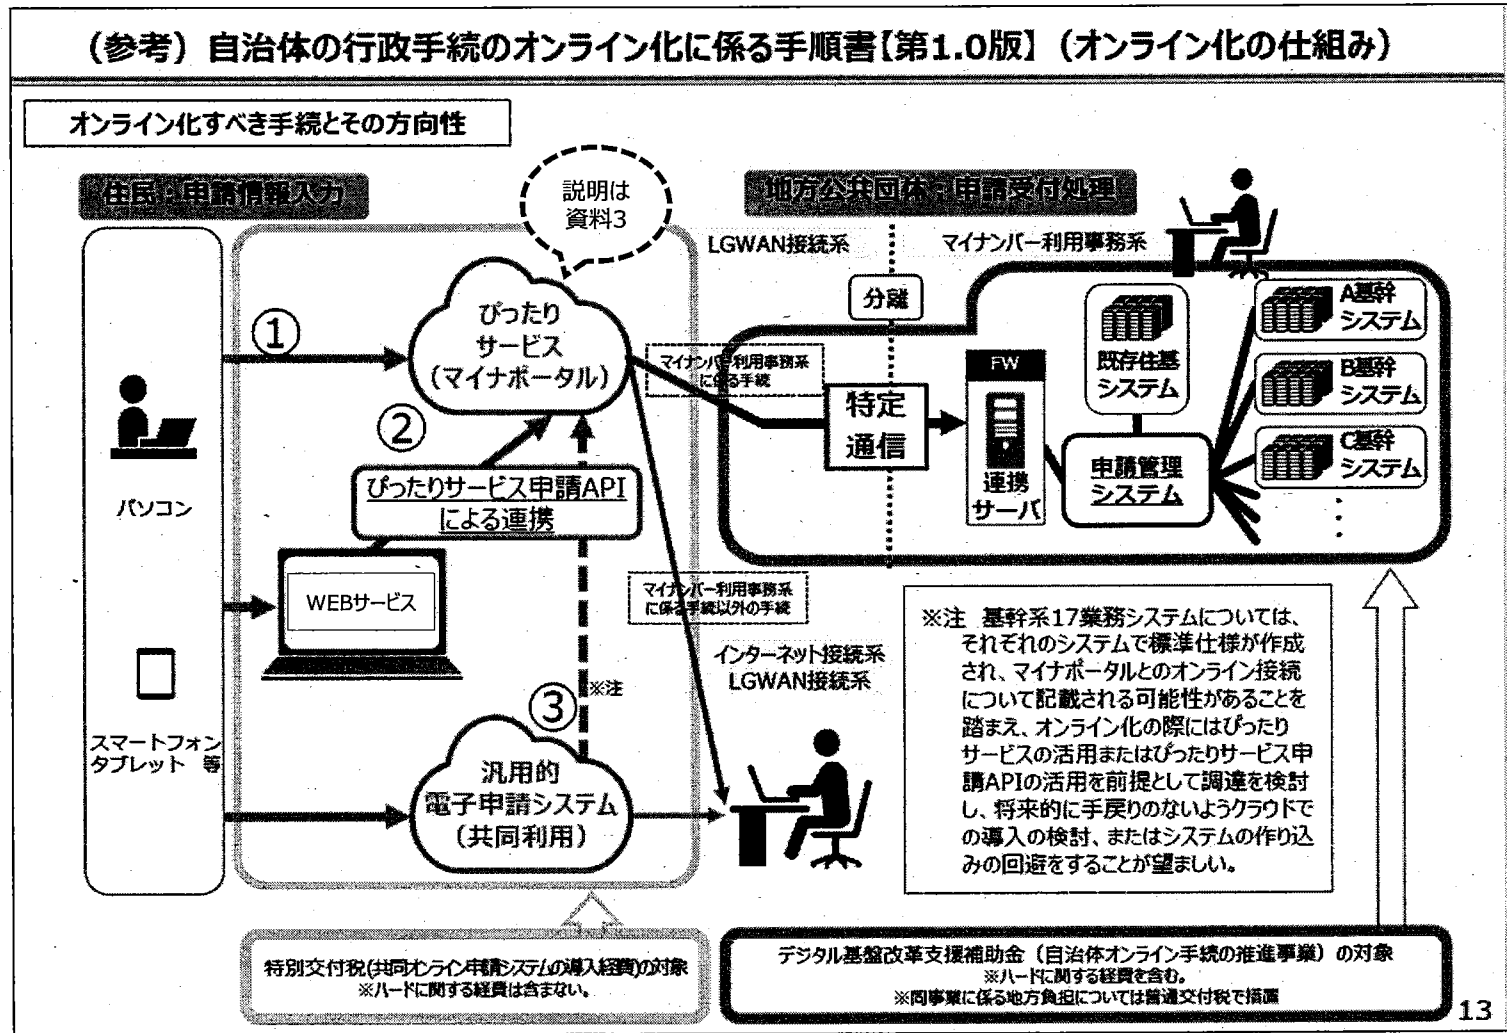 （参考）自治体の行政手続のオンライン化に係る手順書【第1.0版】（オンライン化の仕組み）
オンライン化すべき手続とその方向性
住民：申請情報入力
説明は
資料3
地方公共団体：申請受付処理
LGWAN接続系
マイナンバー利用事務系
分離
①
ぴったり
サービス
（マイナポータル）
マイナンバー利用事務系
に係る手続
特定
通信
FW
連携
サーバ
既存住基
システム
申請管理
システム
A基幹
システム
B基幹
システム
C基幹
システム
②
ぴったりサービス申請API
による連携
パソコン
WEBサービス
マイナンバー利用事務系
に係る手続以外の手続
インターネット接続系
LGWAN接続系
※注
③
スマートフォン
タブレット 等
汎用的
電子申請システム
（共同利用）
※注 基幹系17業務システムについては、
それぞれのシステムで標準仕様が作成
され、マイナポータルとのオンライン接続
について記載される可能性があることを
踏まえ、オンライン化の際にはぴったり
サービスの活用またはぴったりサービス申
請APIの活用を前提として調達を検討
し、将来的に手戻りのないようクラウドで
の導入の検討、またはシステムの作り込
みの回避をすることが望ましい。
特別交付税(共同オンライン申請システムの導入経費)の対象
※ハードに関する経費は含まない。
デジタル基盤改革支援補助金（自治体オンライン手続の推進事業）の対象
※ハードに関する経費を含む。
※同事業に係る地方負担については普通交付税で措置
13